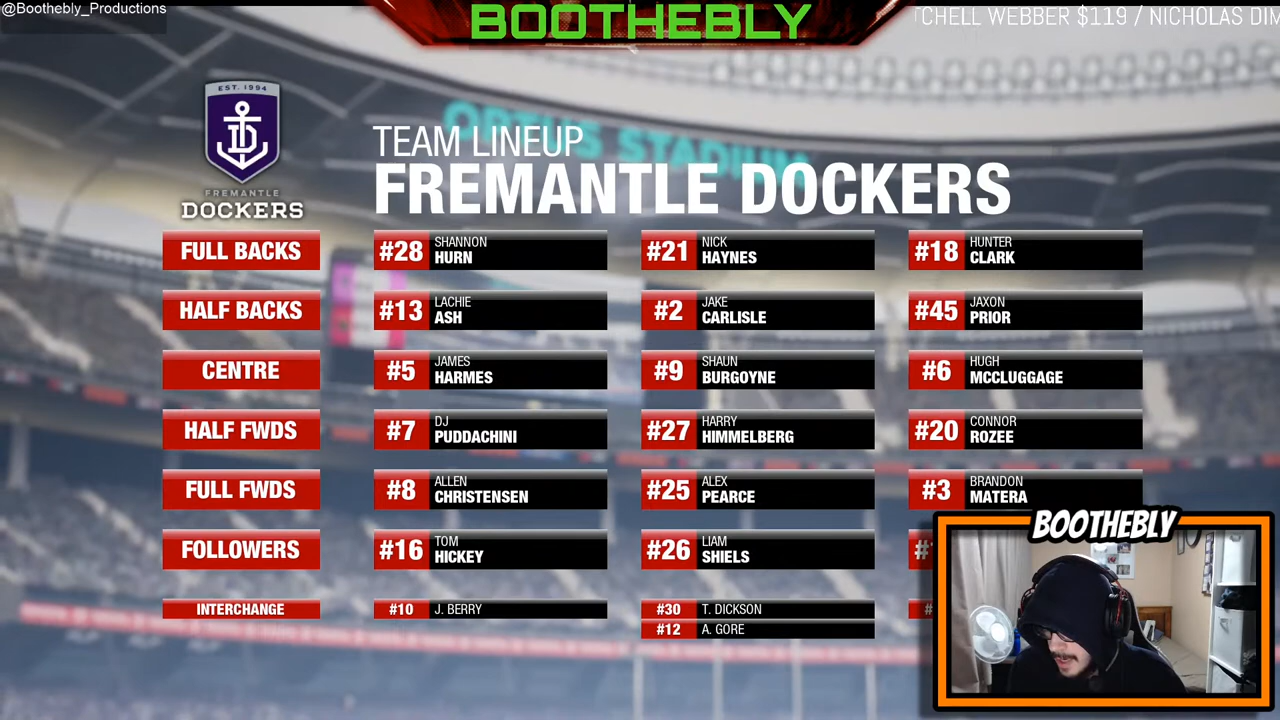 @Boothebly_Productions
BOOTHEBLY
TCHELL WEBBER $119 / NICHOLAS DIM
EST. 1994
FREMANTLE
DOCKERS
OPTUS STADIUM
TEAM LINEUP
FREMANTLE DOCKERS
FULL BACKS #28 SHANNON HURN #21 NICK HAYNES #18 HUNTER CLARK
HALF BACKS #13 LACHIE ASH #2 JAKE CARLISLE #45 JAXON PRIOR
CENTRE #5 JAMES HARMES #9 SHAUN BURGOYNE #6 HUGH MCCLUGGAGE
HALF FWDS #7 DJ PUDDACHINI #27 HARRY HIMMELBERG #20 CONNOR ROZEE
FULL FWDS #8 ALLEN CHRISTENSEN #25 ALEX PEARCE #3 BRANDON MATERA
FOLLOWERS #16 TOM HICKEY #26 LIAM SHIELS
INTERCHANGE #10 J. BERRY #30 T. DICKSON
#12 A. GORE
BOOTHEBLY
BOOTHEBLY